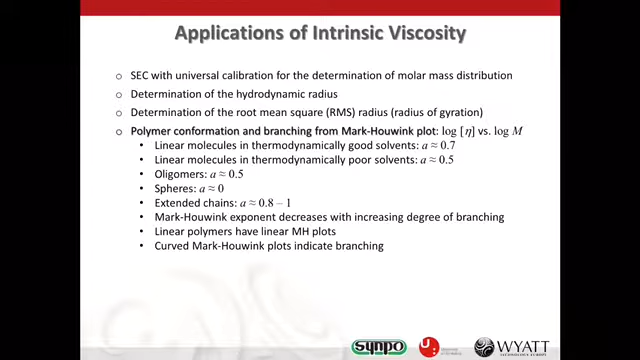 Applications of Intrinsic Viscosity
o SEC with universal calibration for the determination of molar mass distribution
o Determination of the hydrodynamic radius
o Determination of the root mean square (RMS) radius (radius of gyration)
o Polymer conformation and branching from Mark-Houwink plot: log [η] vs. log M
• Linear molecules in thermodynamically good solvents: a ≈ 0.7
• Linear molecules in thermodynamically poor solvents: a ≈ 0.5
• Oligomers: a ≈ 0.5
• Spheres: a ≈ 0
• Extended chains: a ≈ 0.8 – 1
• Mark-Houwink exponent decreases with increasing degree of branching
• Linear polymers have linear MH plots
• Curved Mark-Houwink plots indicate branching
synpo
WYATT